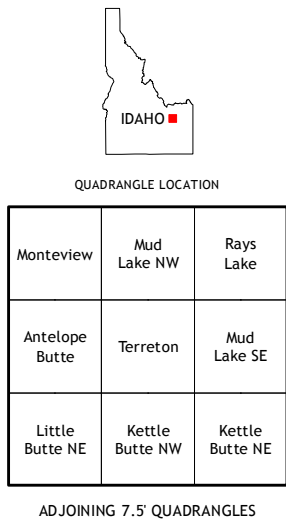 IDAHO
QUADRANGLE LOCATION
Monteview
Mud
Lake NW
Rays
Lake
Antelope
Butte
Terreton
Mud
Lake SE
Little
Butte NE
Kettle
Butte NW
Kettle
Butte NE
ADJOINING 7.5' QUADRANGLES